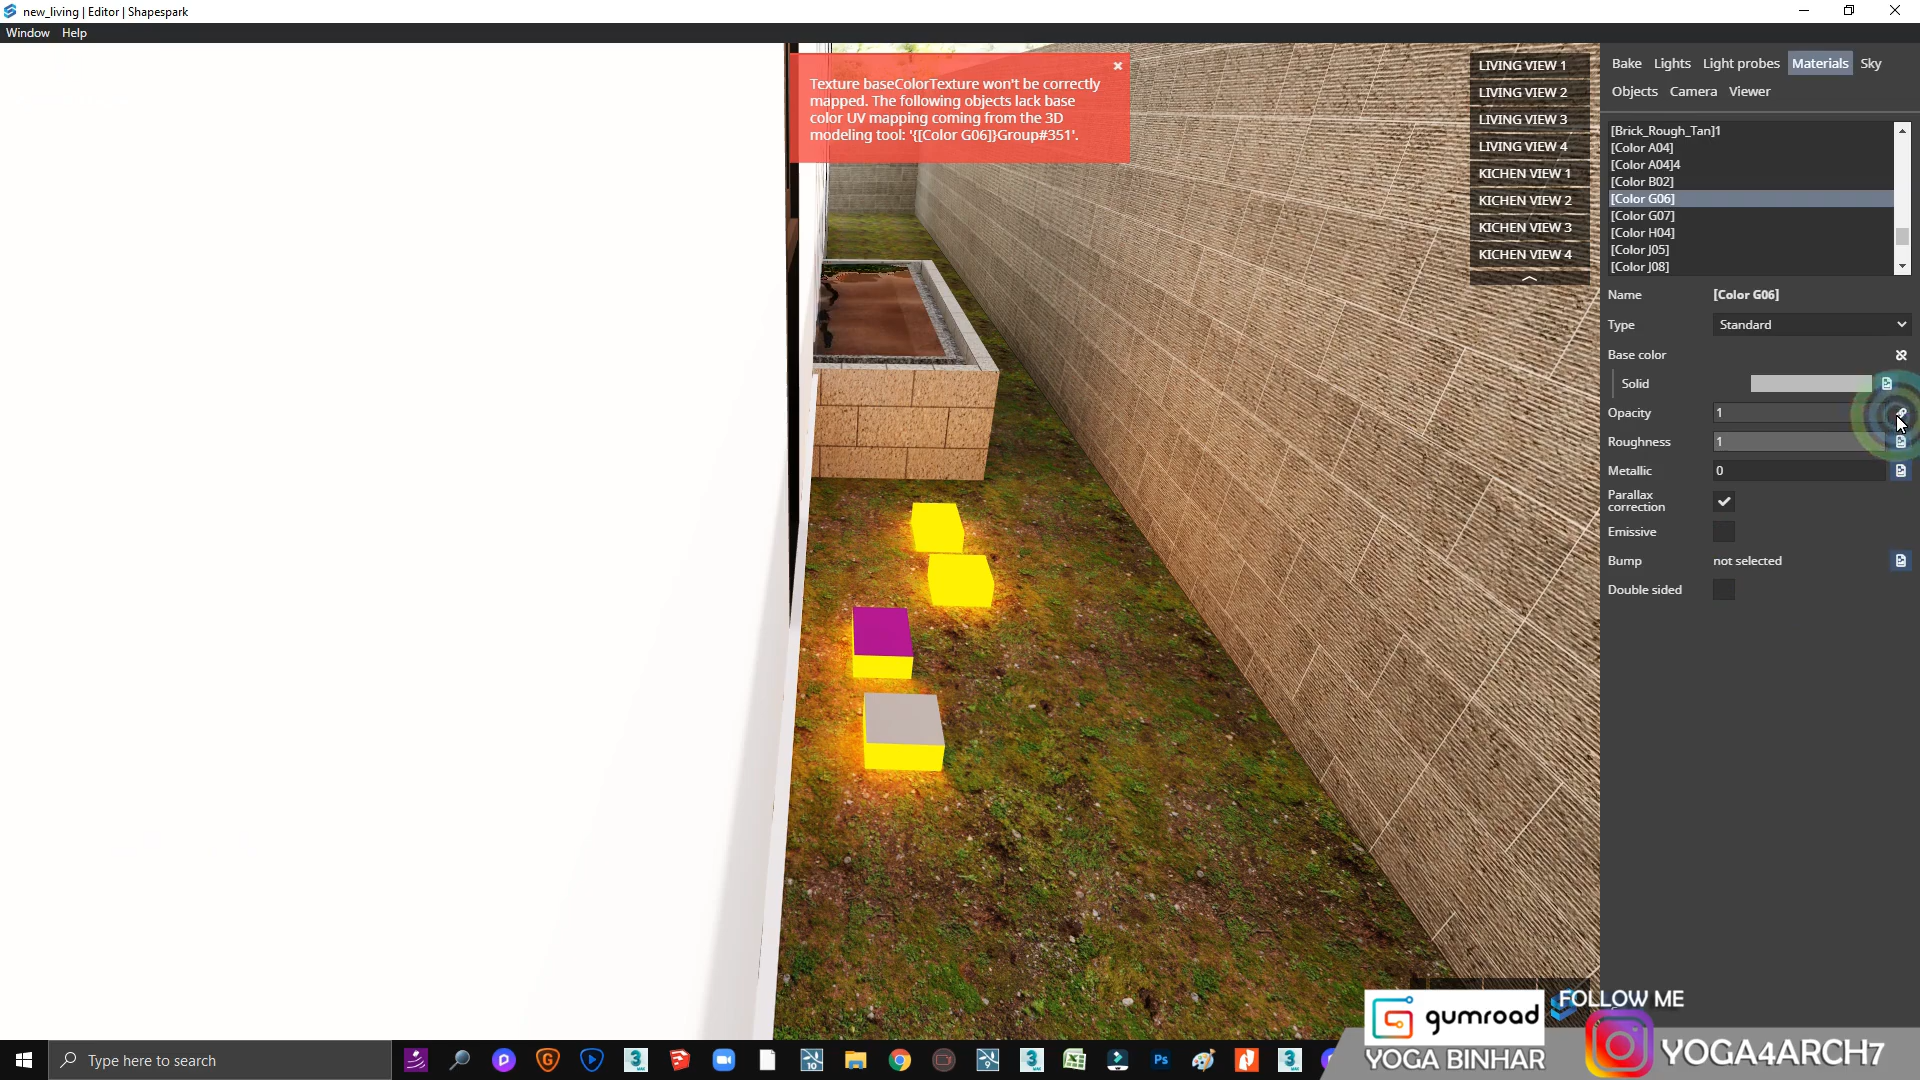 new_living | Editor | Shapespark
Window Help
Texture baseColorTexture won't be correctly
mapped. The following objects lack base
color UV mapping coming from the 3D
modeling tool: '{[Color G06]}Group#351'.
LIVING VIEW 1
LIVING VIEW 2
LIVING VIEW 3
LIVING VIEW 4
KICHEN VIEW 1
KICHEN VIEW 2
KICHEN VIEW 3
KICHEN VIEW 4
Bake Lights Light probes Materials Sky
Objects Camera Viewer
[Brick_Rough_Tan]1
[Color A04]
[Color A04]4
[Color B02]
[Color G06]
[Color G07]
[Color H04]
[Color J05]
[Color J08]
Name [Color G06]
Type Standard
Base color
Solid
Opacity 1
Roughness 1
Metallic 0
Parallax
correction
Emissive
Bump not selected
Double sided
gumroad
YOGA BINHAR
FOLLOW ME
YOGA4ARCH7
Type here to search